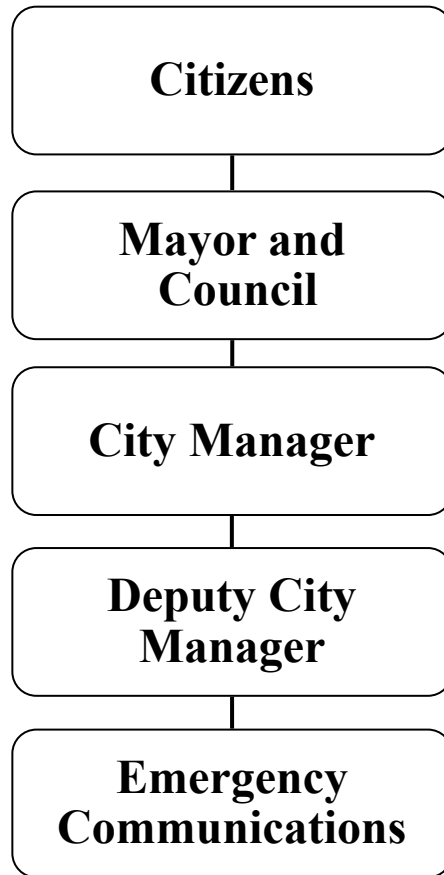 Citizens
Mayor and
Council
City Manager
Deputy City
Manager
Emergency
Communications